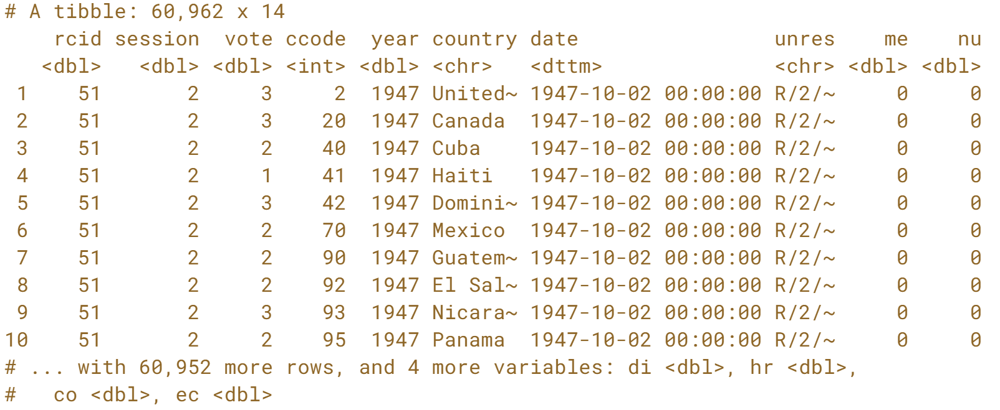 # A tibble: 60,962 x 14
    rcid session  vote ccode  year country date                unres    me    nu
   <dbl>   <dbl> <dbl> <int> <dbl> <chr>   <dttm>              <chr> <dbl> <dbl>
 1    51       2     3     2  1947 United~ 1947-10-02 00:00:00 R/2/~     0     0
 2    51       2     3    20  1947 Canada  1947-10-02 00:00:00 R/2/~     0     0
 3    51       2     2    40  1947 Cuba    1947-10-02 00:00:00 R/2/~     0     0
 4    51       2     1    41  1947 Haiti   1947-10-02 00:00:00 R/2/~     0     0
 5    51       2     3    42  1947 Domini~ 1947-10-02 00:00:00 R/2/~     0     0
 6    51       2     2    70  1947 Mexico  1947-10-02 00:00:00 R/2/~     0     0
 7    51       2     2    90  1947 Guatem~ 1947-10-02 00:00:00 R/2/~     0     0
 8    51       2     2    92  1947 El Sal~ 1947-10-02 00:00:00 R/2/~     0     0
 9    51       2     3    93  1947 Nicara~ 1947-10-02 00:00:00 R/2/~     0     0
10    51       2     2    95  1947 Panama  1947-10-02 00:00:00 R/2/~     0     0
# ... with 60,952 more rows, and 4 more variables: di <dbl>, hr <dbl>,
#   co <dbl>, ec <dbl>